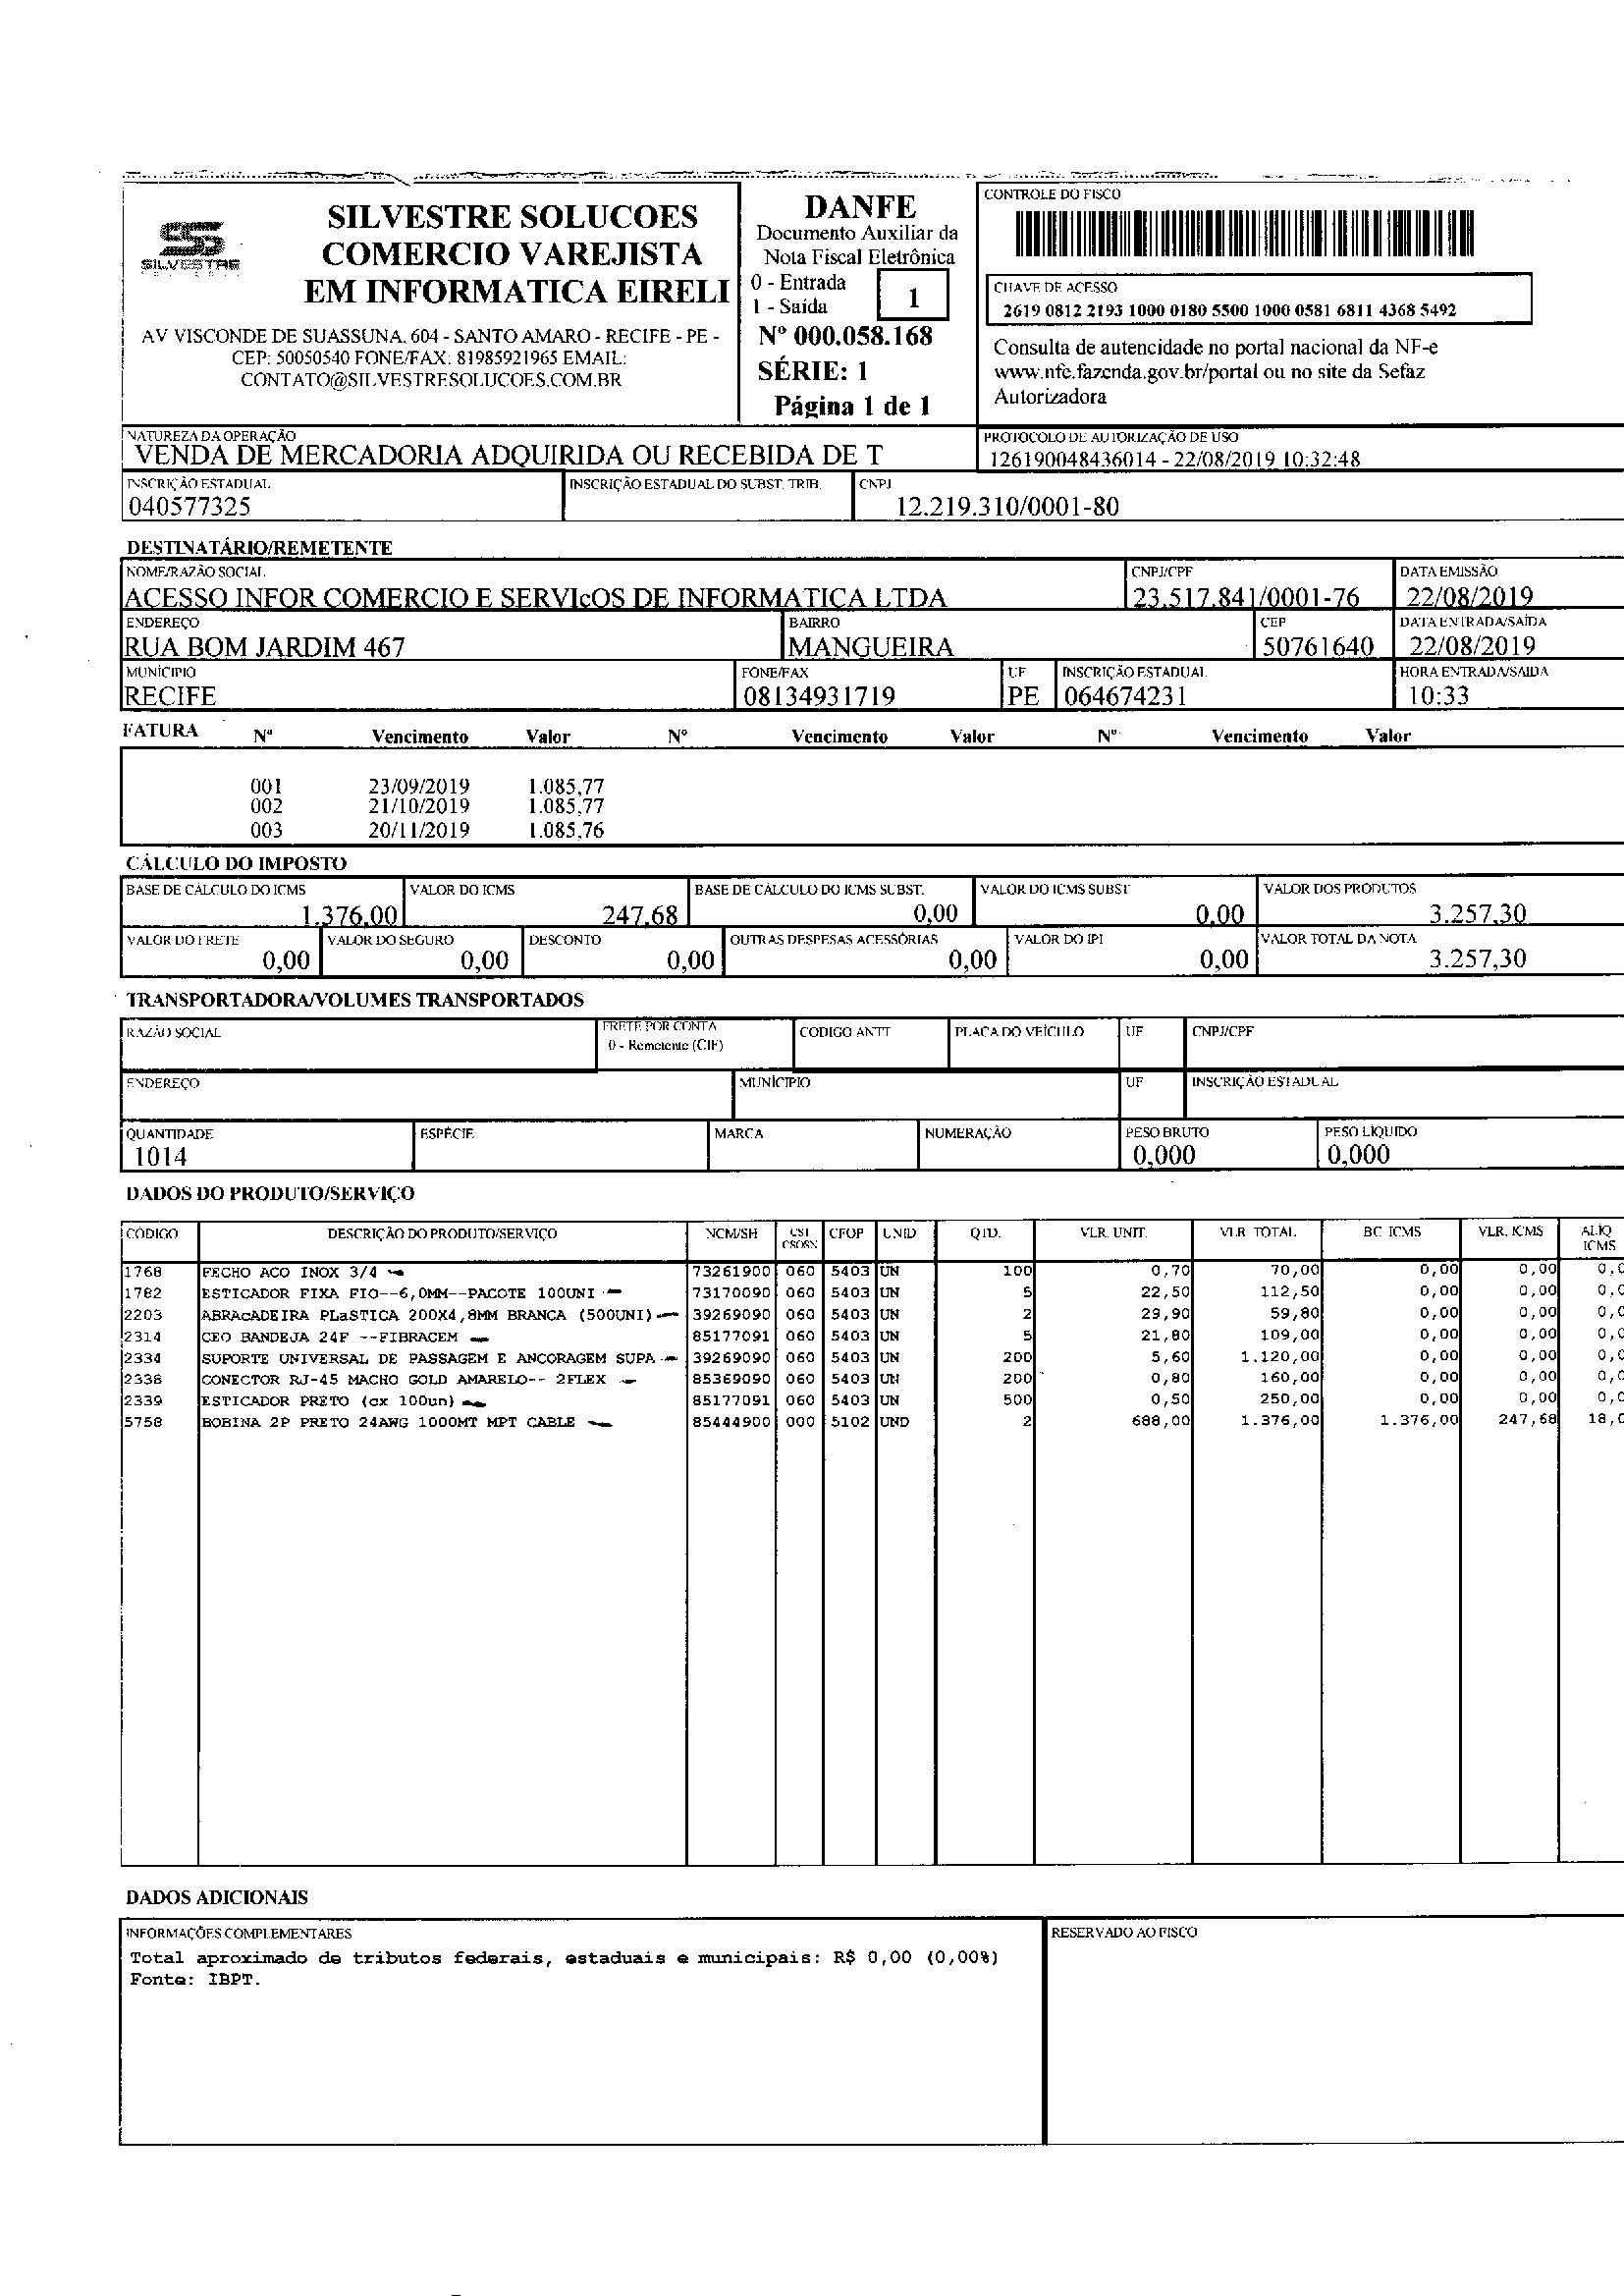 SILVESTRE
SILVESTRE SOLUCOES
COMERCIO VAREJISTA
EM INFORMATICA EIRELI
AV VISCONDE DE SUASSUNA, 604 - SANTO AMARO - RECIFE - PE -
CEP: 50050540 FONE/FAX: 81985921965 EMAIL:
CONTATO@SILVESTRESOLUCOES.COM.BR
DANFE
Documento Auxiliar da
Nota Fiscal Eletrônica
0 - Entrada
1 - Saída
1
Nº 000.058.168
SÉRIE: 1
Página 1 de 1
CONTROLE DO FISCO
CHAVE DE ACESSO
2619 0812 2193 1000 0180 5500 1000 0581 6811 4368 5492
Consulta de autencidade no portal nacional da NF-e
www.nfe.fazenda.gov.br/portal ou no site da Sefaz
Autorizadora
NATUREZA DA OPERAÇÃO
VENDA DE MERCADORIA ADQUIRIDA OU RECEBIDA DE T
PROTOCOLO DE AUTORIZAÇÃO DE USO
126190048436014 - 22/08/2019 10:32:48
INSCRIÇÃO ESTADUAL INSCRIÇÃO ESTADUAL DO SUBST. TRIB. CNPJ
040577325 12.219.310/0001-80
DESTINATÁRIO/REMETENTE
NOME/RAZÃO SOCIAL CNPJ/CPF DATA EMISSÃO
ACESSO INFOR COMERCIO E SERVIcOS DE INFORMATICA LTDA 23.517.841/0001-76 22/08/2019
ENDEREÇO BAIRRO CEP DATA ENTRADA/SAÍDA
RUA BOM JARDIM 467 MANGUEIRA 50761640 22/08/2019
MUNÍCIPIO FONE/FAX UF INSCRIÇÃO ESTADUAL HORA ENTRADA/SAIDA
RECIFE 08134931719 PE 064674231 10:33
FATURA Nº Vencimento Valor Nº Vencimento Valor Nº Vencimento Valor
001 23/09/2019 1.085,77
002 21/10/2019 1.085,77
003 20/11/2019 1.085,76
CÁLCULO DO IMPOSTO
BASE DE CÁLCULO DO ICMS VALOR DO ICMS BASE DE CÁLCULO DO ICMS SUBST. VALOR DO ICMS SUBST VALOR DOS PRODUTOS
1.376,00 247,68 0,00 0,00 3.257,30
VALOR DO FRETE VALOR DO SEGURO DESCONTO OUTRAS DESPESAS ACESSÓRIAS VALOR DO IPI VALOR TOTAL DA NOTA
0,00 0,00 0,00 0,00 0,00 3.257,30
TRANSPORTADORA/VOLUMES TRANSPORTADOS
RAZÃO SOCIAL FRETE POR CONTA CODIGO ANTT PLACA DO VEÍCULO UF CNPJ/CPF
0 - Remetente (CIF)
ENDEREÇO MUNÍCIPIO UF INSCRIÇÃO ESTADUAL
QUANTIDADE ESPÉCIE MARCA NUMERAÇÃO PESO BRUTO PESO LÍQUIDO
1014 0,000 0,000
DADOS DO PRODUTO/SERVIÇO
CÓDIGO DESCRIÇÃO DO PRODUTO/SERVIÇO NCM/SH CST CSOSN CFOP UNID QTD. VLR. UNIT. VLR TOTAL BC ICMS VLR. ICMS ALÍQ ICMS
1768 FECHO ACO INOX 3/4 73261900 060 5403 UN 100 0,70 70,00 0,00 0,00 0,0
1782 ESTICADOR FIXA FIO--6,0MM--PACOTE 100UNI 73170090 060 5403 UN 5 22,50 112,50 0,00 0,00 0,0
2203 ABRAcADEIRA PLaSTICA 200X4,8MM BRANCA (500UNI) 39269090 060 5403 UN 2 29,90 59,80 0,00 0,00 0,0
2314 CEO BANDEJA 24F --FIBRACEM 85177091 060 5403 UN 5 21,80 109,00 0,00 0,00 0,0
2334 SUPORTE UNIVERSAL DE PASSAGEM E ANCORAGEM SUPA 39269090 060 5403 UN 200 5,60 1.120,00 0,00 0,00 0,0
2338 CONECTOR RJ-45 MACHO GOLD AMARELO-- 2FLEX 85369090 060 5403 UN 200 0,80 160,00 0,00 0,00 0,0
2339 ESTICADOR PRETO (cx 100un) 85177091 060 5403 UN 500 0,50 250,00 0,00 0,00 0,0
5758 BOBINA 2P PRETO 24AWG 1000MT MPT CABLE 85444900 000 5102 UND 2 688,00 1.376,00 1.376,00 247,68 18,0
DADOS ADICIONAIS
INFORMAÇÕES COMPLEMENTARES RESERVADO AO FISCO
Total aproximado de tributos federais, estaduais e municipais: R$ 0,00 (0,00%)
Fonte: IBPT.